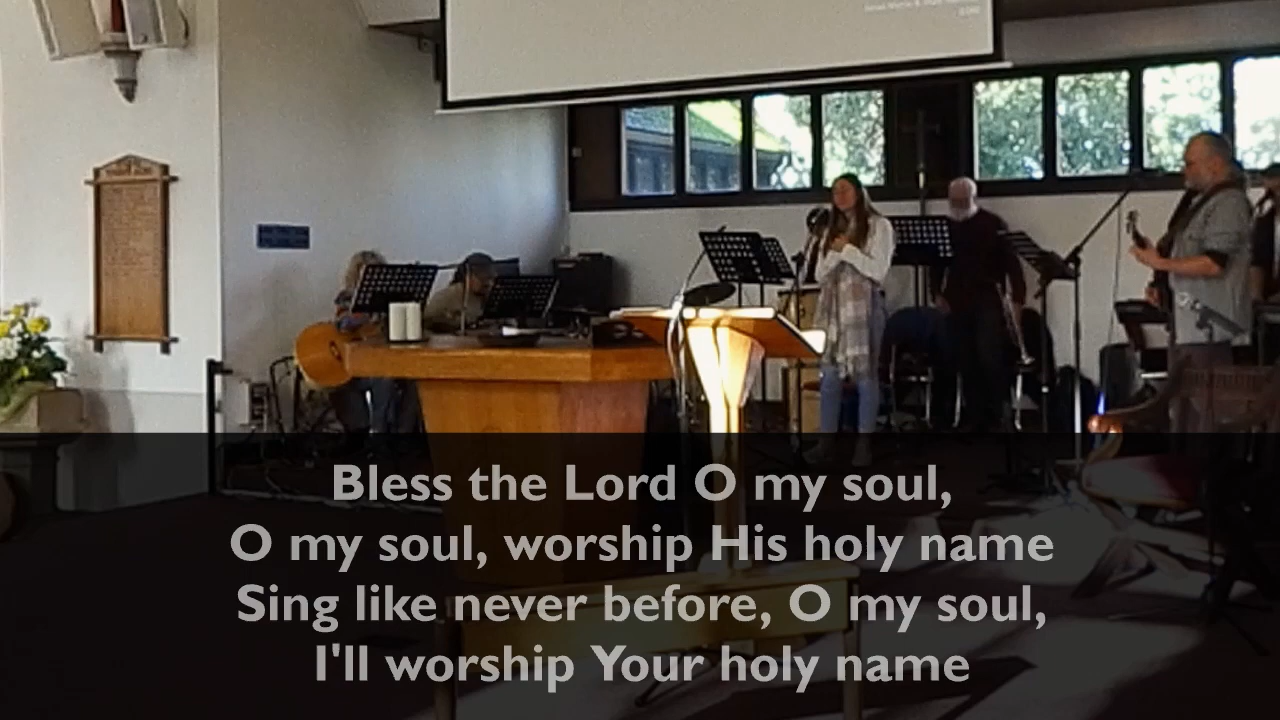 Bless the Lord O my soul,
O my soul, worship His holy name
Sing like never before, O my soul,
I'll worship Your holy name